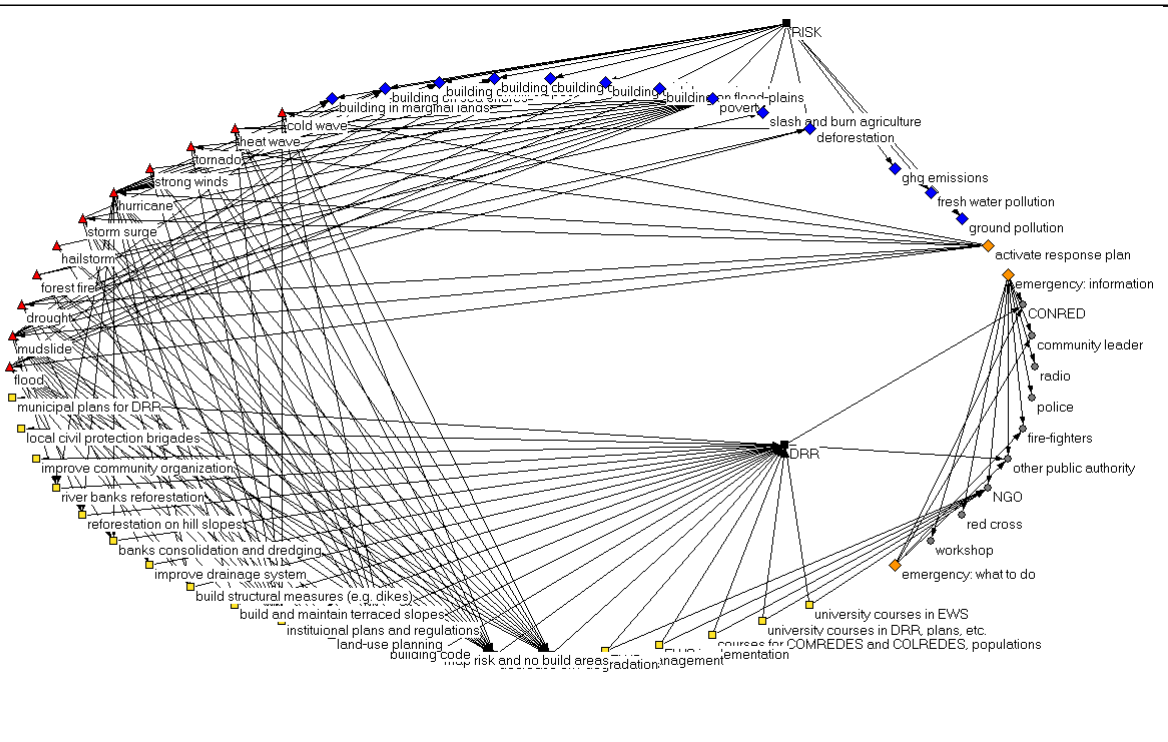 RISK
building
building
building
building in marginal lands
building on flood-plains
poverty
slash and burn agriculture
deforestation
cold wave
heat wave
tornado
strong winds
hurricane
storm surge
hailstorm
forest fire
drought
mudslide
flood
ghg emissions
fresh water pollution
ground pollution
activate response plan
emergency: information
CONRED
community leader
radio
police
fire-fighters
other public authority
NGO
red cross
workshop
emergency: what to do
DRR
municipal plans for DRR
local civil protection brigades
improve community organization
river banks reforestation
reforestation on hill slopes
banks consolidation and dredging
improve drainage system
build structural measures (e.g. dikes)
build and maintain terraced slopes
institutional plans and regulations
land-use planning
building code
map risk and no build areas
degradation
university courses in EWS
university courses in DRR, plans, etc.
courses for COMREDES and COLREDES, populations